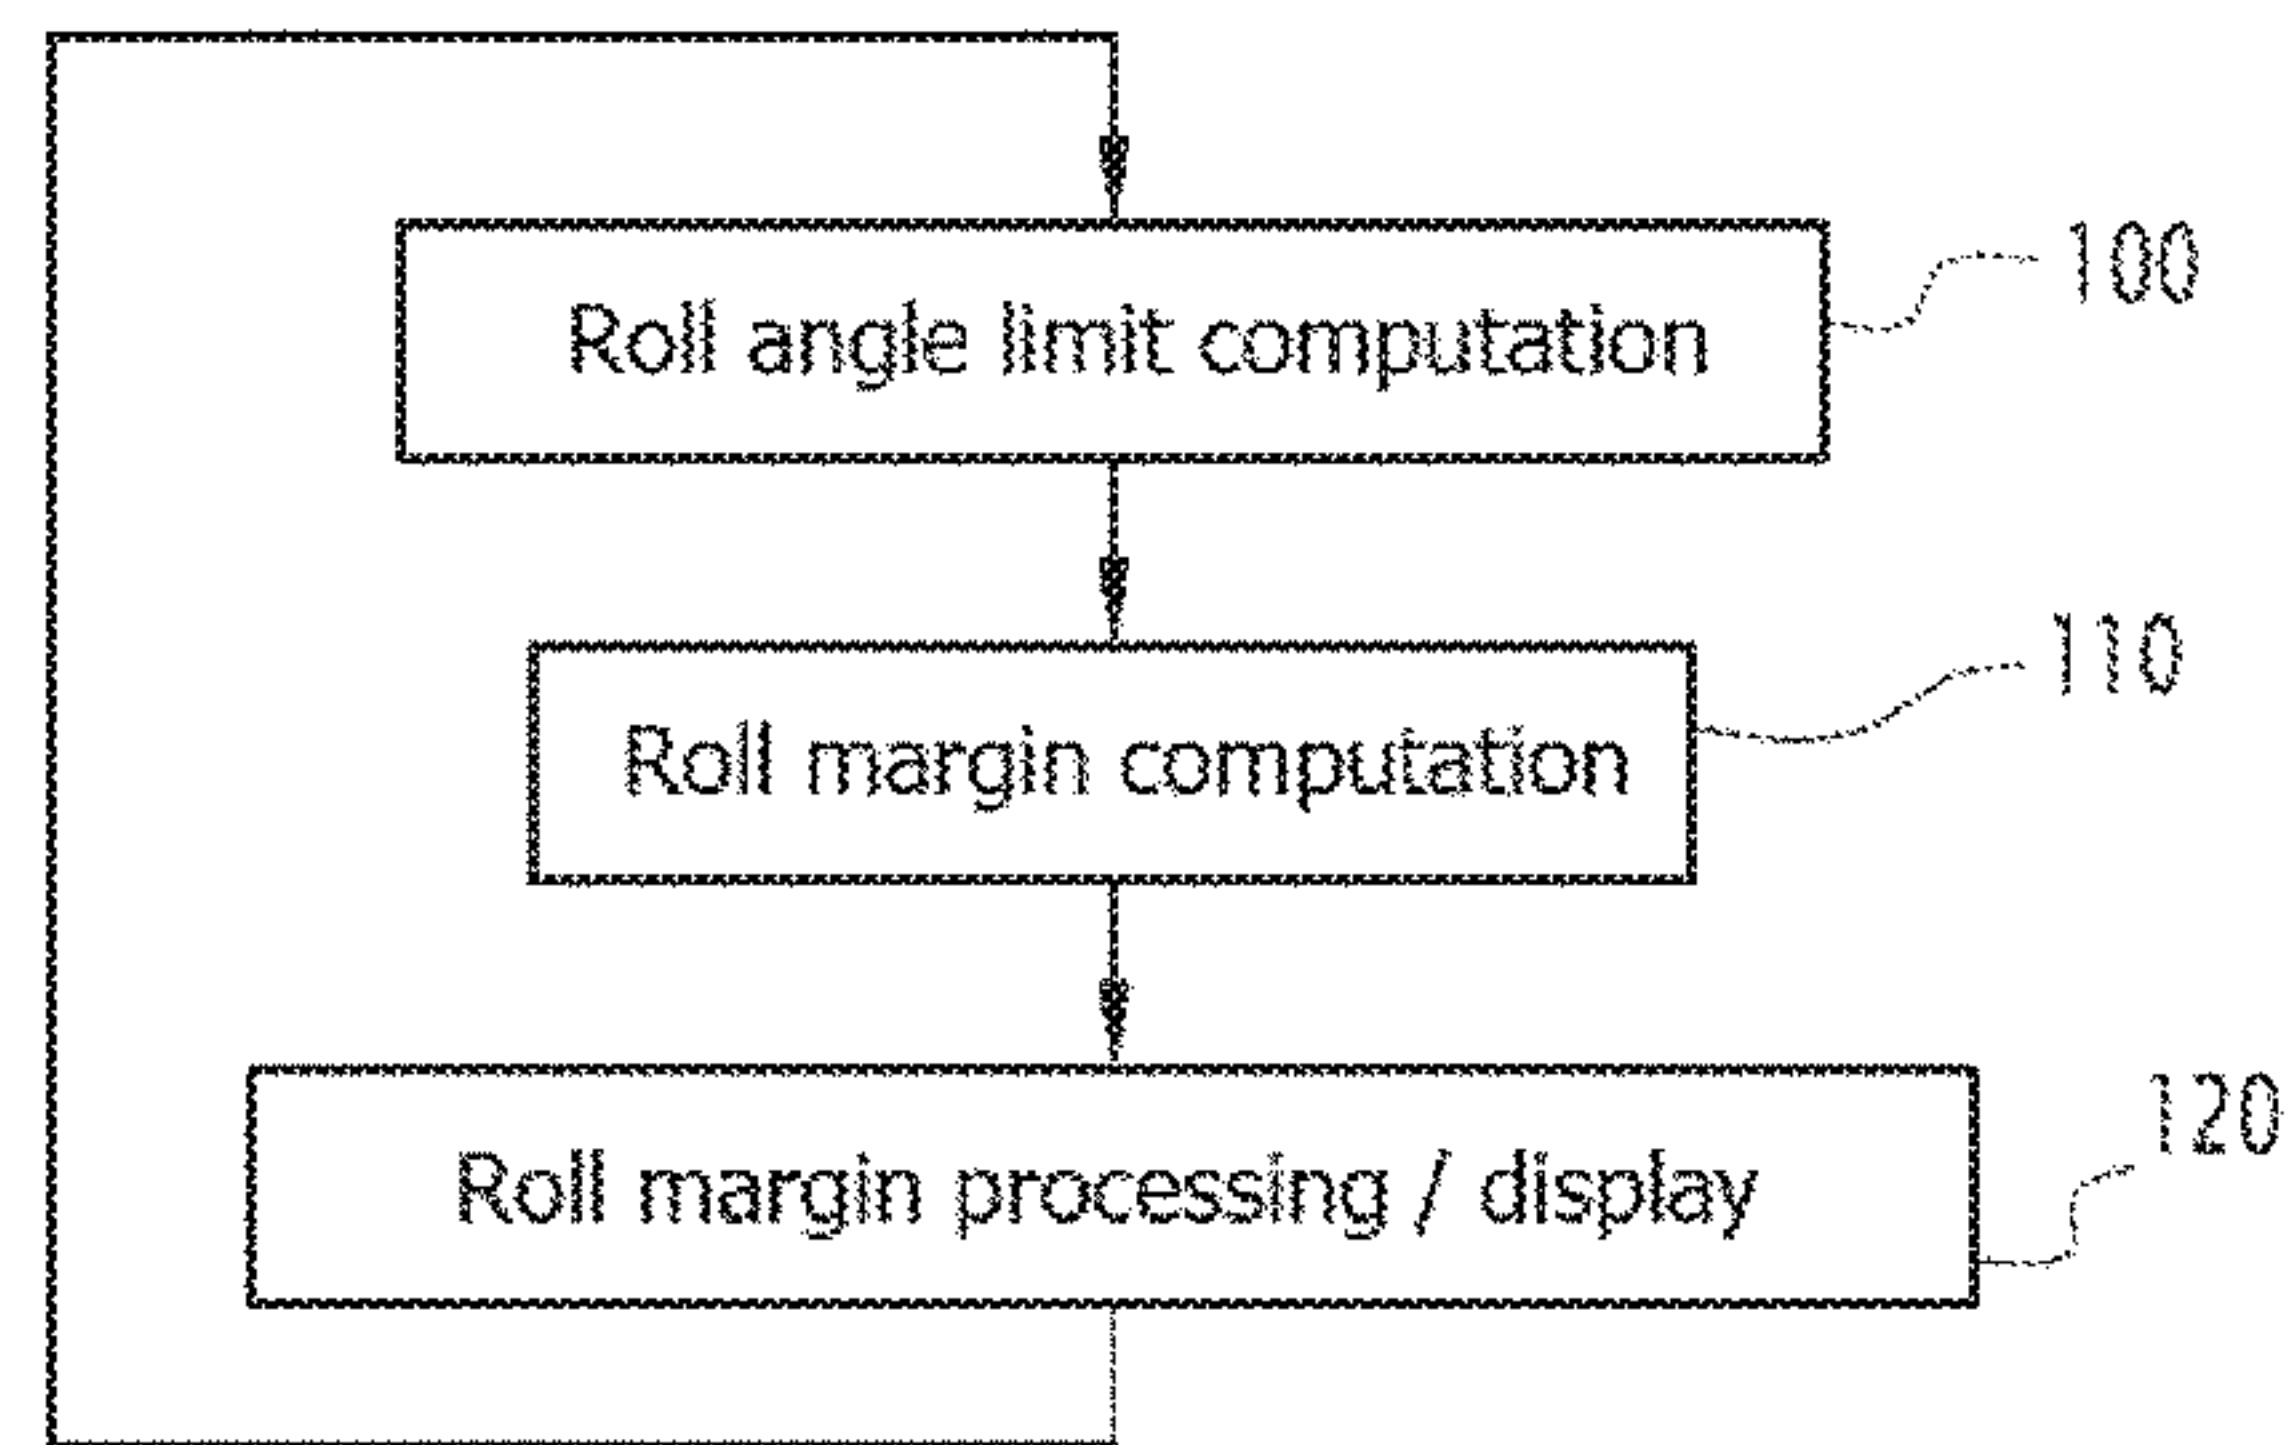 Roll angle limit computation
100
Roll margin computation
110
Roll margin processing / display
120